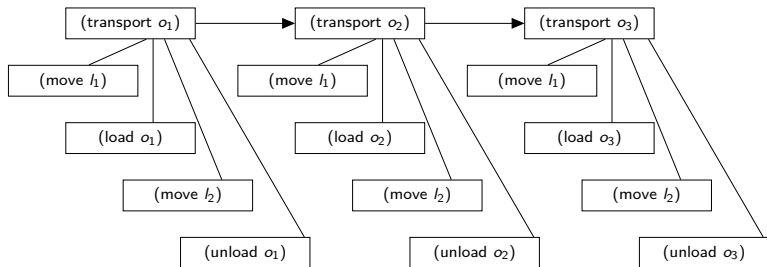 (transport o₁) (transport o₂) (transport o₃)
(move l₁) (move l₁) (move l₁)
(load o₁) (load o₂) (load o₃)
(move l₂) (move l₂) (move l₂)
(unload o₁) (unload o₂) (unload o₃)